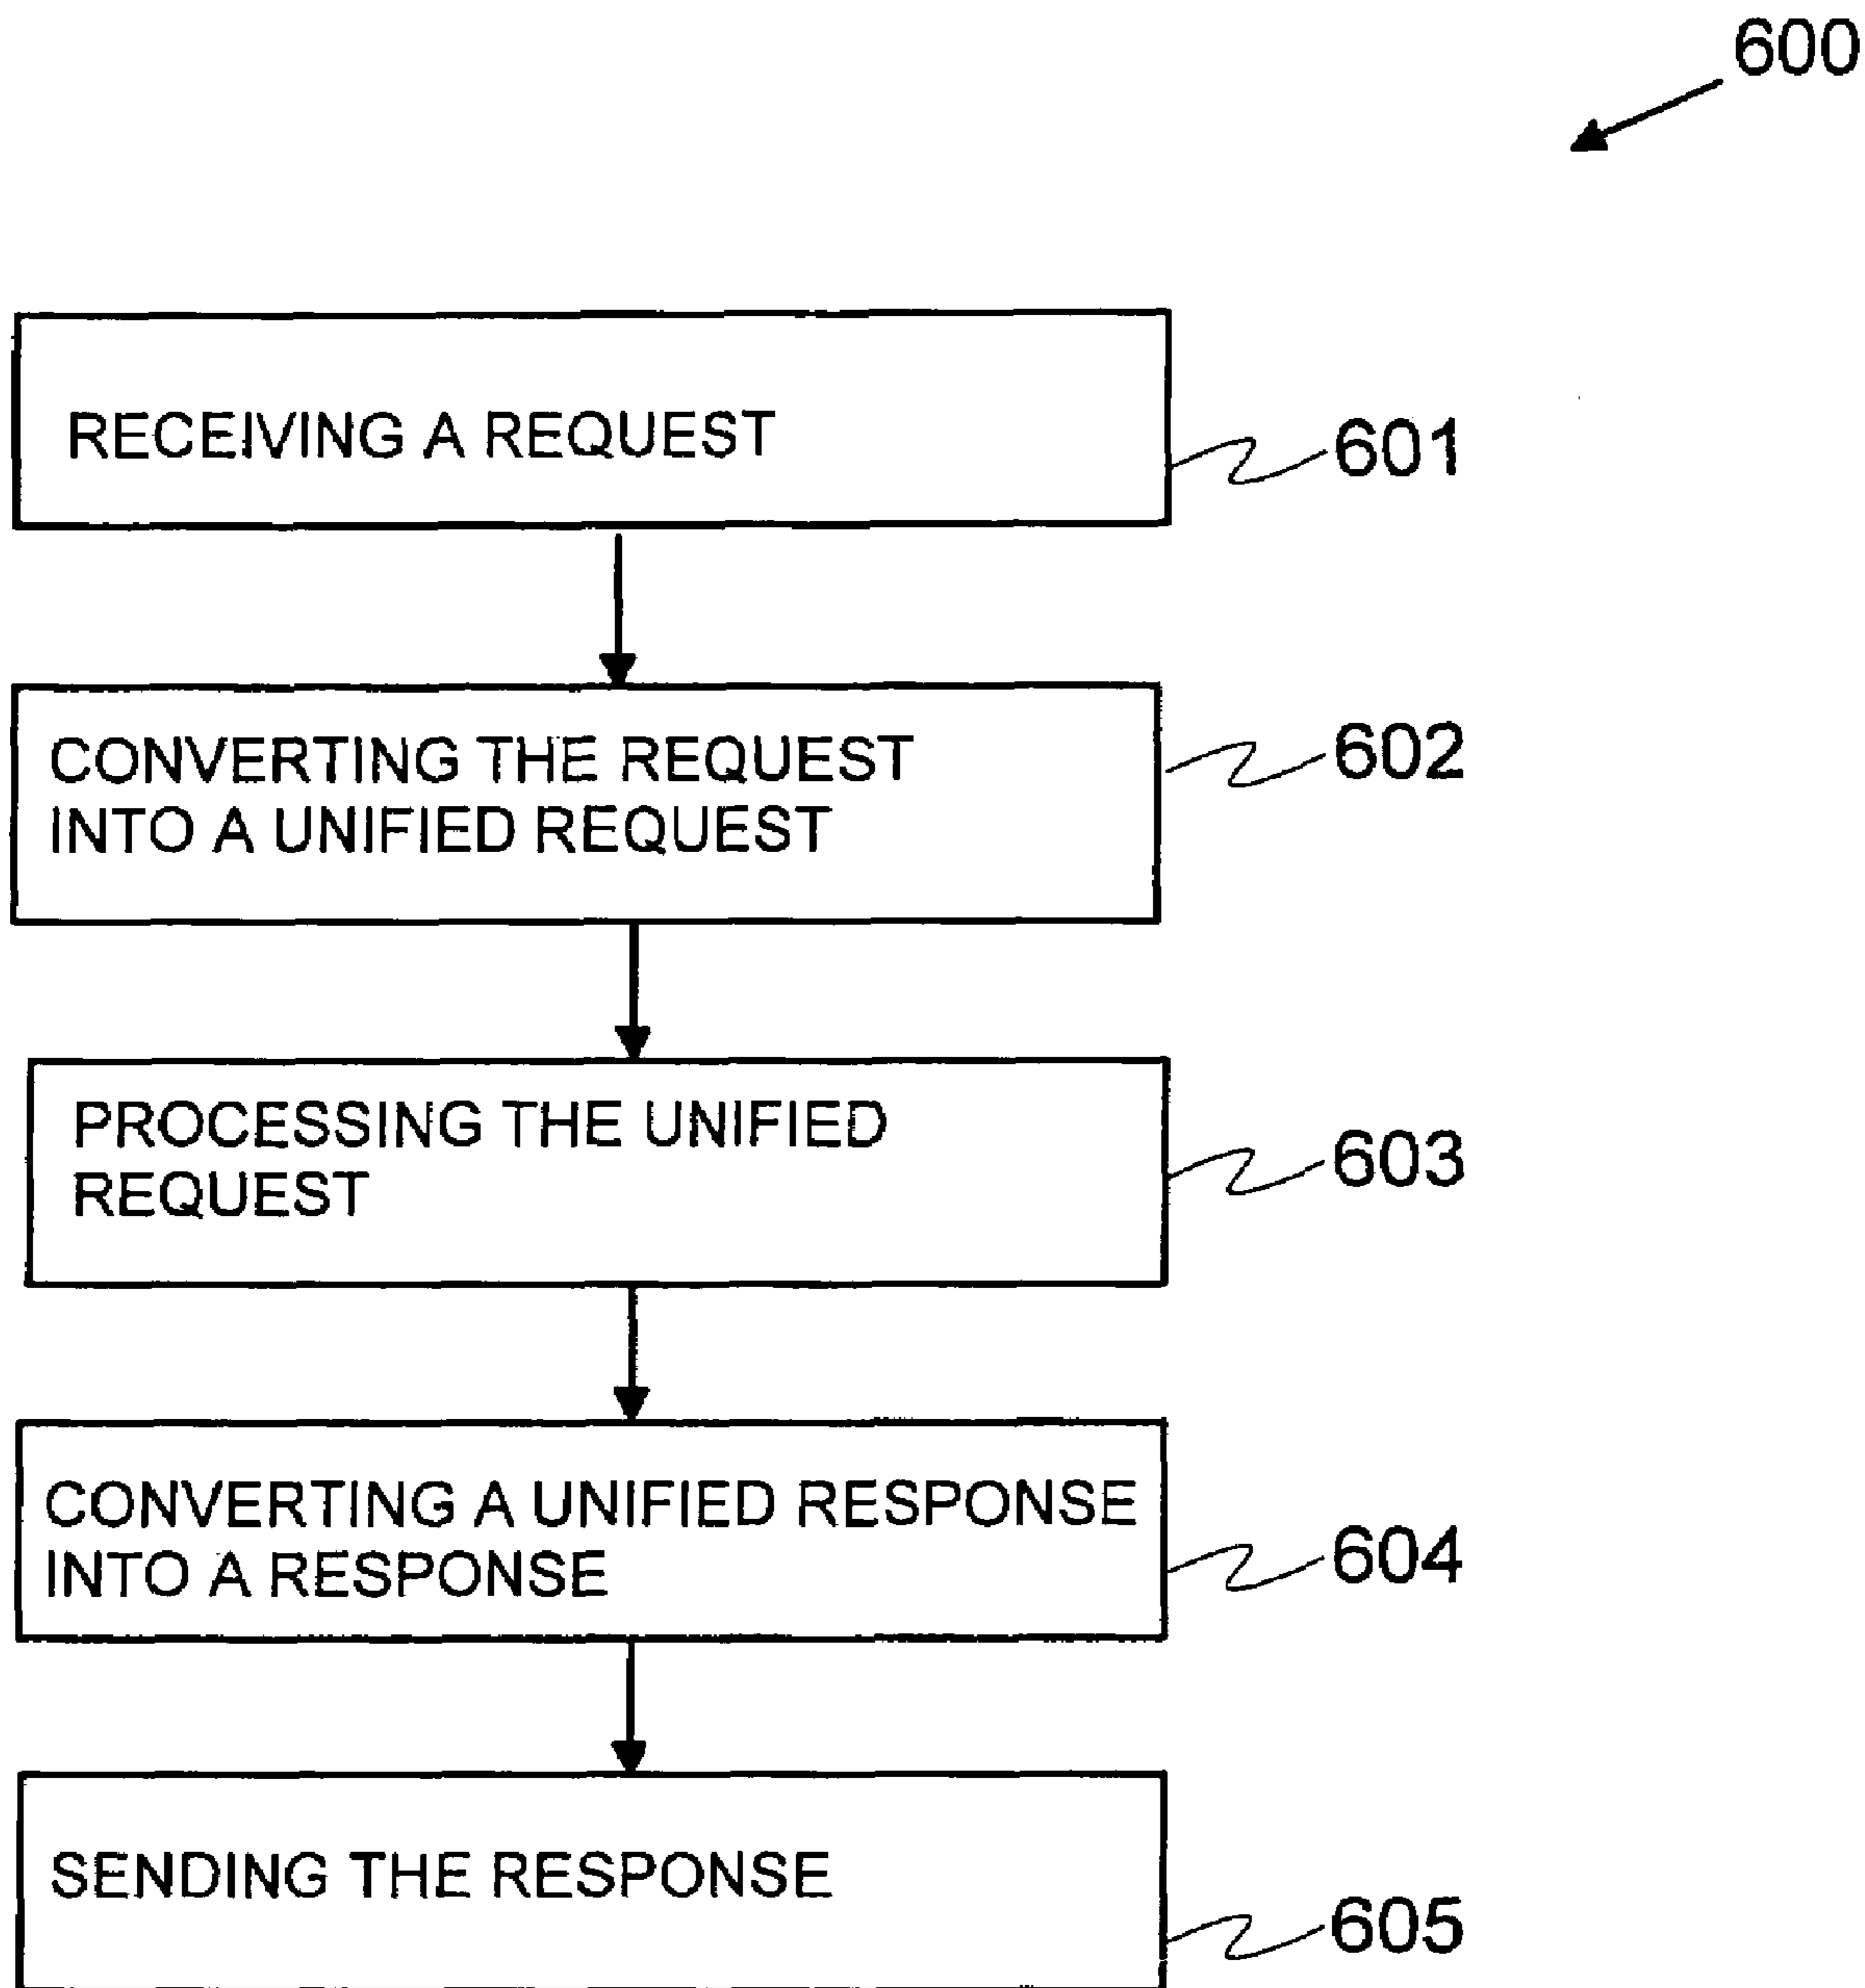 600
RECEIVING A REQUEST
601
CONVERTING THE REQUEST
INTO A UNIFIED REQUEST
602
PROCESSING THE UNIFIED
REQUEST
603
CONVERTING A UNIFIED RESPONSE
INTO A RESPONSE
604
SENDING THE RESPONSE
605